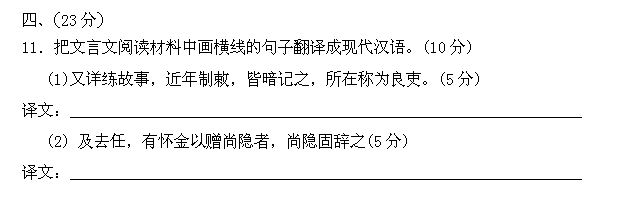 四、(23分)
11．把文言文阅读材料中画横线的句子翻译成现代汉语。(10分)
(1)又详练故事，近年制敕，皆暗记之，所在称为良吏。(5分)
译文：
(2) 及去任，有怀金以赠尚隐者，尚隐固辞之(5分)
译文：